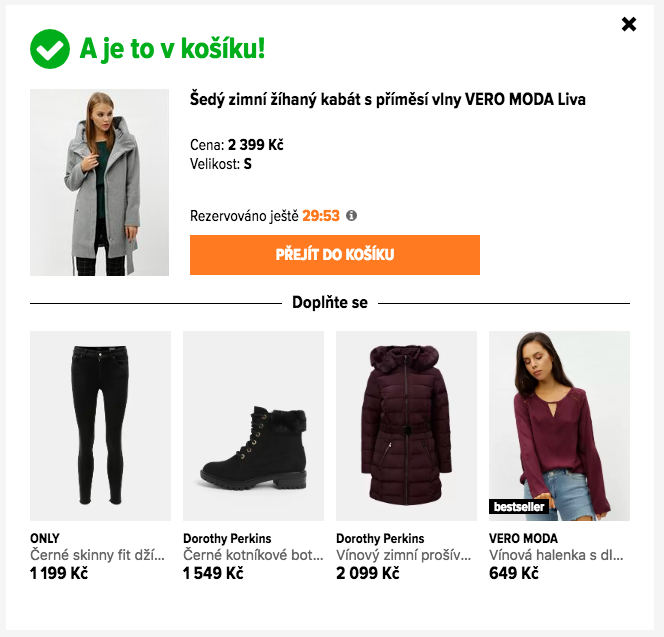 A je to v košíku!
Šedý zimní žíhaný kabát s příměsí vlny VERO MODA Liva
Cena: 2 399 Kč
Velikost: S
Rezervováno ještě 29:53
PŘEJÍT DO KOŠÍKU
Doplňte se
bestseller
ONLY
Černé skinny fit dží...
1 199 Kč
Dorothy Perkins
Černé kotníkové bot...
1 549 Kč
Dorothy Perkins
Vínový zimní prošív...
2 099 Kč
VERO MODA
Vínová halenka s dl...
649 Kč